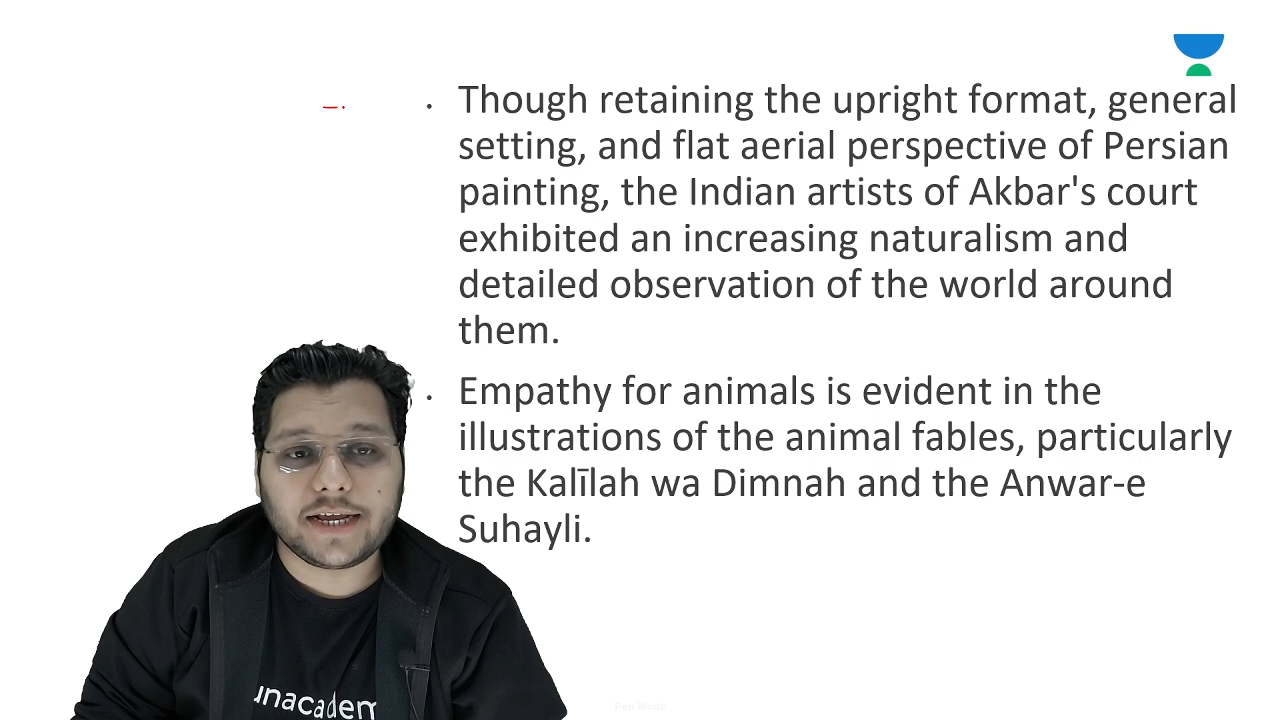 Though retaining the upright format, general
setting, and flat aerial perspective of Persian
painting, the Indian artists of Akbar's court
exhibited an increasing naturalism and
detailed observation of the world around
them.
Empathy for animals is evident in the
illustrations of the animal fables, particularly
the Kalīlah wa Dimnah and the Anwar-e
Suhayli.
unacadem
Pen Mode